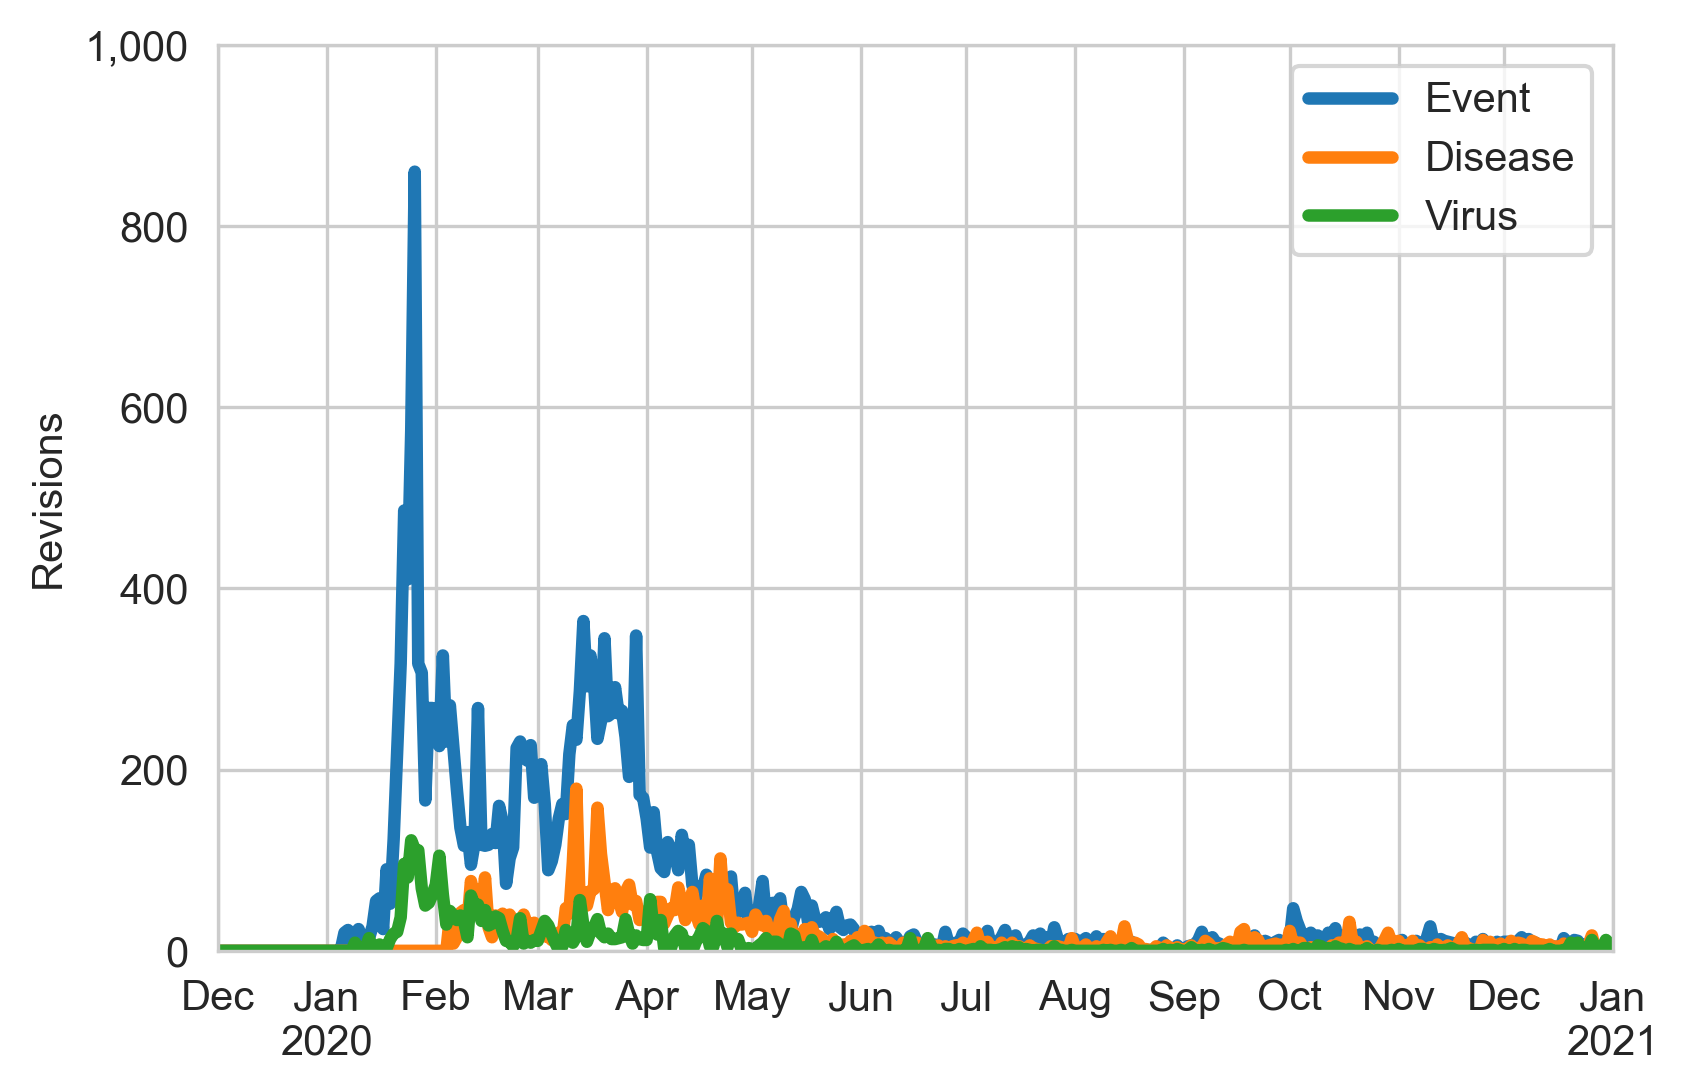 1,000
800
600
400
200
0
Revisions
Event
Disease
Virus
Dec Jan Feb Mar Apr May Jun Jul Aug Sep Oct Nov Dec Jan
2020 2021